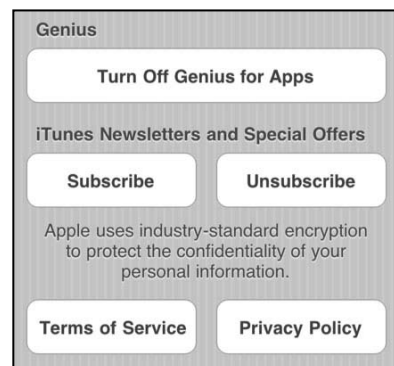 Genius
Turn Off Genius for Apps
iTunes Newsletters and Special Offers
Subscribe
Unsubscribe
Apple uses industry-standard encryption
to protect the confidentiality of your
personal information.
Terms of Service
Privacy Policy